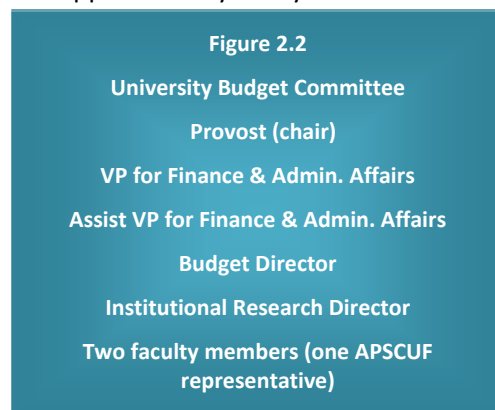 Figure 2.2
University Budget Committee
Provost (chair)
VP for Finance & Admin. Affairs
Assist VP for Finance & Admin. Affairs
Budget Director
Institutional Research Director
Two faculty members (one APSCUF
representative)